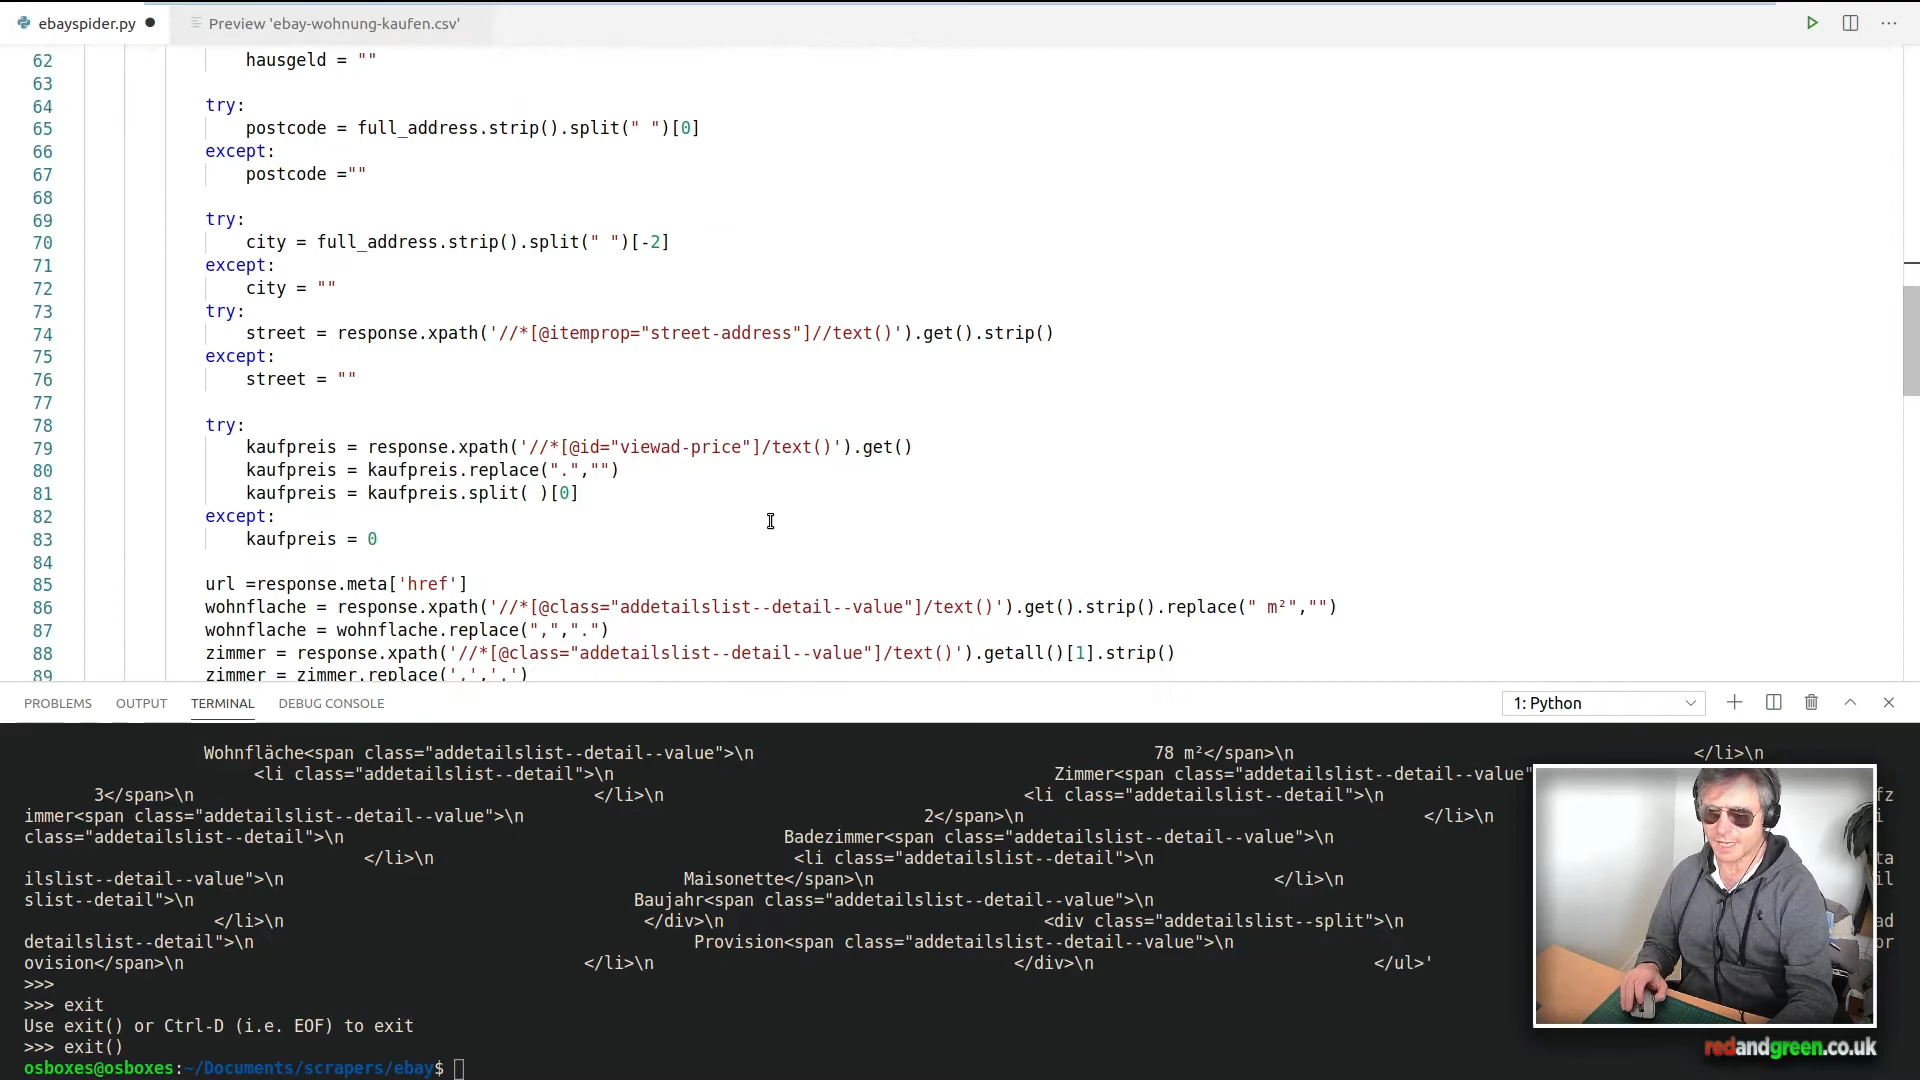 ebayspider.py ● Preview 'ebay-wohnung-kaufen.csv'
62 hausgeld = ""
63
64 try:
65 postcode = full_address.strip().split(" ")[0]
66 except:
67 postcode =""
68
69 try:
70 city = full_address.strip().split(" ")[-2]
71 except:
72 city = ""
73 try:
74 street = response.xpath('//*[@itemprop="street-address"]//text()').get().strip()
75 except:
76 street = ""
77
78 try:
79 kaufpreis = response.xpath('//*[@id="viewad-price"]/text()').get()
80 kaufpreis = kaufpreis.replace(".","")
81 kaufpreis = kaufpreis.split( )[0]
82 except:
83 kaufpreis = 0
84
85 url =response.meta['href']
86 wohnflache = response.xpath('//*[@class="addetailslist--detail--value"]/text()').get().strip().replace(" m²","")
87 wohnflache = wohnflache.replace(",",".")
88 zimmer = response.xpath('//*[@class="addetailslist--detail--value"]/text()').getall()[1].strip()
89 zimmer = zimmer.replace(',','.')
PROBLEMS OUTPUT TERMINAL DEBUG CONSOLE 1: Python
Wohnfläche<span class="addetailslist--detail--value">\n 78 m²</span>\n </li>\n
<li class="addetailslist--detail">\n Zimmer<span class="addetailslist--detail--value"
3</span>\n </li>\n <li class="addetailslist--detail">\n fz
immer<span class="addetailslist--detail--value">\n 2</span>\n </li>\n i
class="addetailslist--detail">\n Badezimmer<span class="addetailslist--detail--value">\n
</li>\n <li class="addetailslist--detail">\n ta
ilslist--detail--value">\n Maisonette</span>\n </li>\n il
slist--detail">\n Baujahr<span class="addetailslist--detail--value">\n
</li>\n </div>\n <div class="addetailslist--split">\n ad
detailslist--detail">\n Provision<span class="addetailslist--detail--value">\n or
ovision</span>\n </li>\n </div>\n </ul>'
>>>
>>> exit
Use exit() or Ctrl-D (i.e. EOF) to exit
>>> exit()
osboxes@osboxes:~/Documents/scrapers/ebay$
redandgreen.co.uk